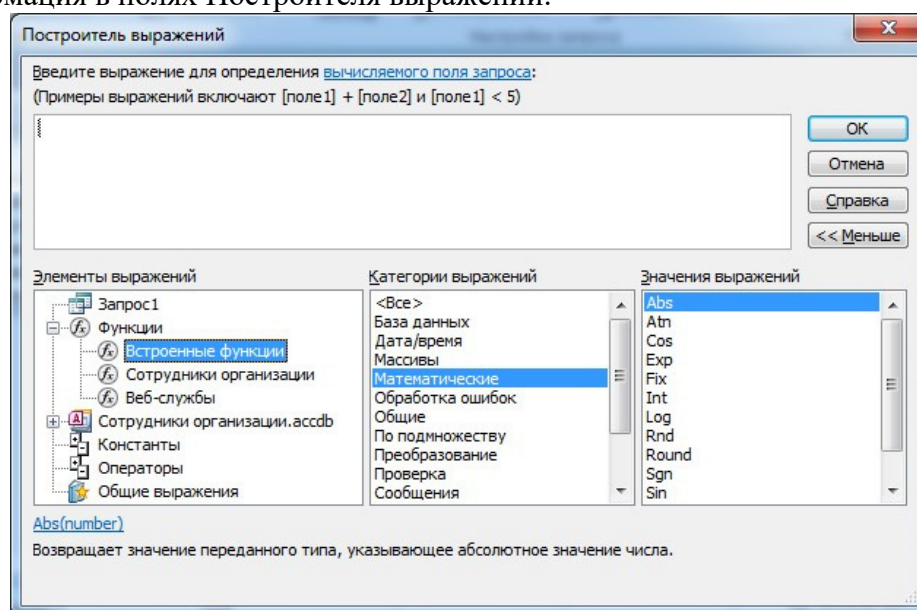 мация в полях Построителя выражений.
Построитель выражений
Введите выражение для определения вычисляемого поля запроса:
(Примеры выражений включают [поле1] + [поле2] и [поле1] < 5)
ОК
Отмена
Справка
<< Меньше
Элементы выражений
Запрос1
Функции
Встроенные функции
Сотрудники организации
Веб-службы
Сотрудники организации.accdb
Константы
Операторы
Общие выражения
Категории выражений
<Все>
База данных
Дата/время
Массивы
Математические
Обработка ошибок
Общие
По подмножеству
Преобразование
Проверка
Сообщения
Значения выражений
Abs
Atn
Cos
Exp
Fix
Int
Log
Rnd
Round
Sgn
Sin
Abs(number)
Возвращает значение переданного типа, указывающее абсолютное значение числа.